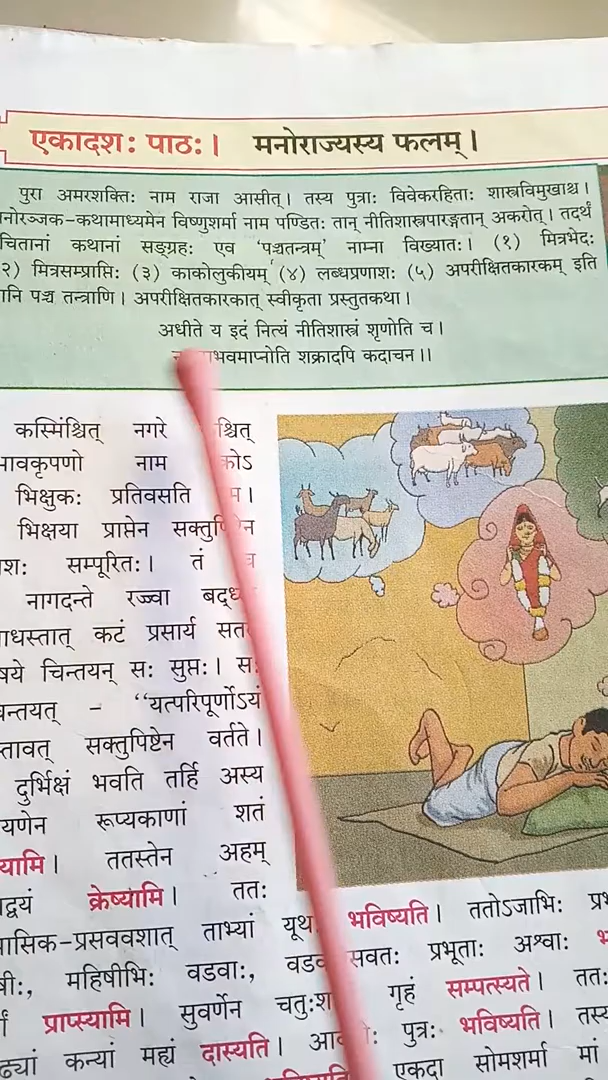 एकादशः पाठः। मनोराज्यस्य फलम्।
पुरा अमरशक्तिः नाम राजा आसीत्। तस्य पुत्राः विवेकरहिताः शास्त्रविमुखाश्च।
नोरञ्जक-कथामाध्यमेन विष्णुशर्मा नाम पण्डितः तान् नीतिशास्त्रपारङ्गतान् अकरोत्। तदर्थं
चितानां कथानां सङ्ग्रहः एव 'पञ्चतन्त्रम्' नाम्ना विख्यातः। (१) मित्रभेदः
२) मित्रसम्प्राप्तिः (३) काकोलुकीयम् (४) लब्धप्रणाशः (५) अपरीक्षितकारकम् इति
नि पञ्च तन्त्राणि। अपरीक्षितकारकात् स्वीकृता प्रस्तुतकथा।
अधीते य इदं नित्यं नीतिशास्त्रं शृणोति च।
भवमाप्नोति शक्रादपि कदाचन।।
कस्मिंश्चित् नगरे श्चित्
भावकृपणो नाम कोऽ
भिक्षुकः प्रतिवसति म।
भिक्षया प्राप्तेन सक्तुपि न
शः सम्पूरितः। तं
नागदन्ते रज्ज्वा बद्ध्
ाधस्तात् कटं प्रसार्य सत
षये चिन्तयन् सः सुप्तः। सः
न्तयत् – "यत्परिपूर्णोऽयं
तावत् सक्तुपिष्टेन वर्तते।
दुर्भिक्षं भवति तर्हि अस्य
यणेन रूप्यकाणां शतं
यामि। ततस्तेन अहम्
द्वयं क्रेष्यामि। ततः
ासिक-प्रसववशात् ताभ्यां यूथ भविष्यति। ततोऽजाभिः प्रभ
षीः, महिषीभिः वडवाः, वडव सवतः प्रभूताः अश्वाः भ
प्राप्स्यामि। सुवर्णेन चतुःश गृहं सम्पत्स्यते। ततः
ढ्यां कन्यां मह्यं दास्यति। पुत्रः भविष्यति। तस्य
एकदा सोमशर्मा मां